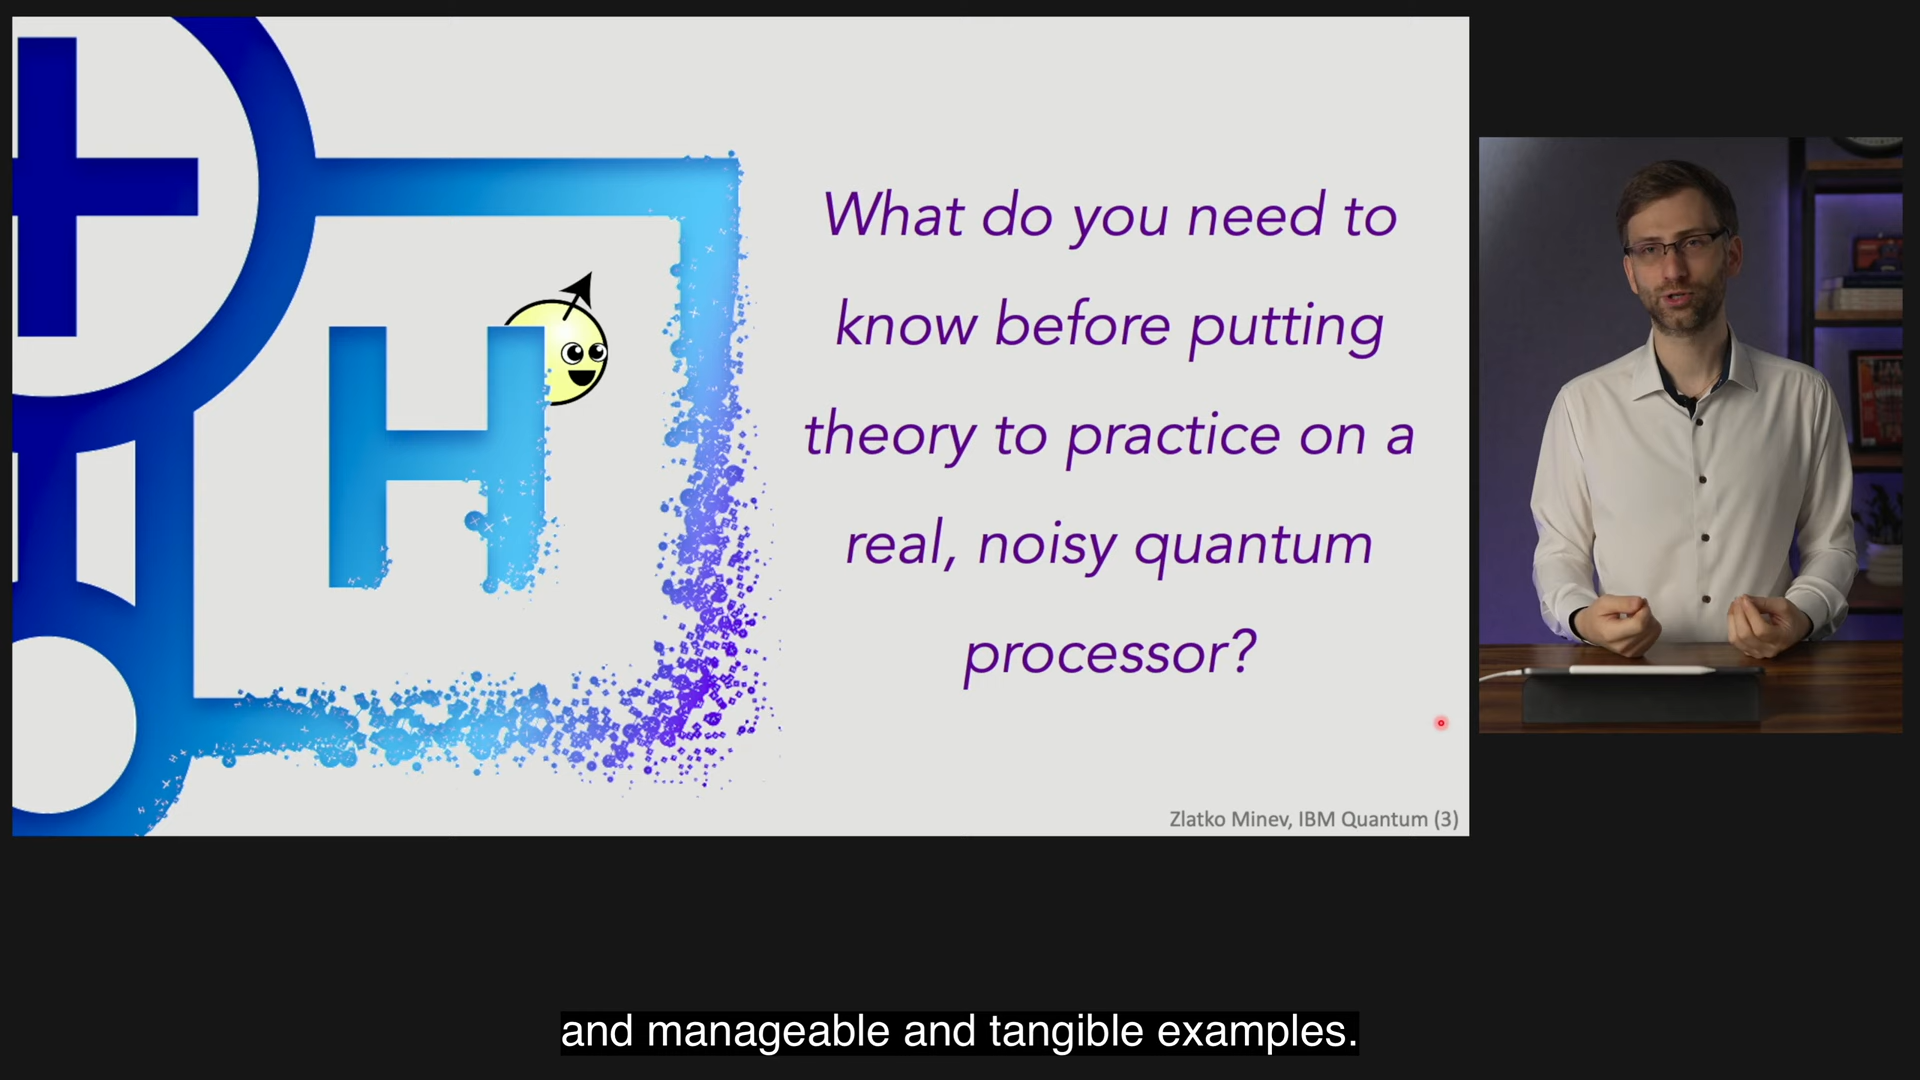 H
What do you need to
know before putting
theory to practice on a
real, noisy quantum
processor?
Zlatko Minev, IBM Quantum (3)
and manageable and tangible examples.